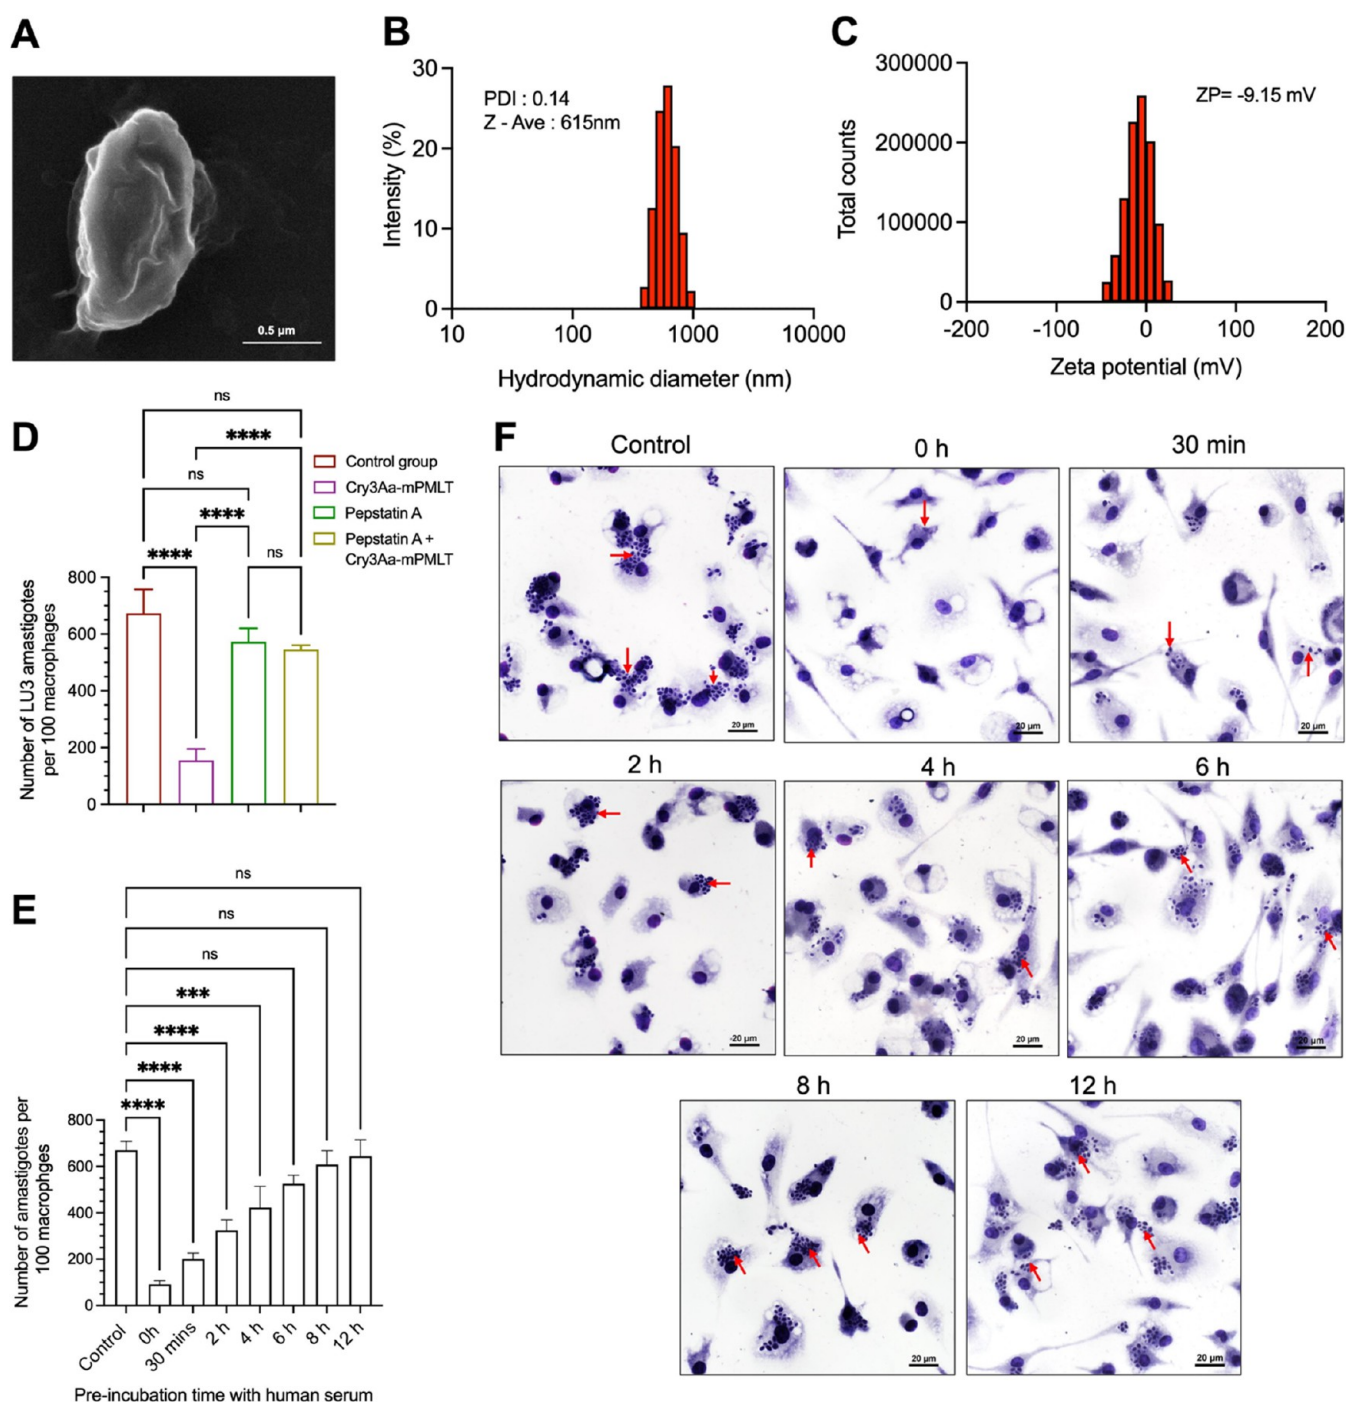 A
0.5 µm
B
PDI : 0.14
Z - Ave : 615nm
Intensity (%)
30
20
10
0
10
100
1000
10000
Hydrodynamic diameter (nm)
C
ZP= -9.15 mV
Total counts
300000
200000
100000
0
-200
-100
0
100
200
Zeta potential (mV)
D
ns
****
ns
****
****
ns
Control group
Cry3Aa-mPMLT
Pepstatin A
Pepstatin A +
Cry3Aa-mPMLT
Number of LU3 amastigotes
per 100 macrophages
800
600
400
200
0
E
ns
ns
ns
***
****
****
****
Number of amastigotes per
100 macrophges
800
600
400
200
0
Control
0h
30 mins
2 h
4 h
6 h
8 h
12 h
Pre-incubation time with human serum
F
Control
20 µm
0 h
20 µm
30 min
20 µm
2 h
20 µm
4 h
20 µm
6 h
20 µm
8 h
20 µm
12 h
20 µm